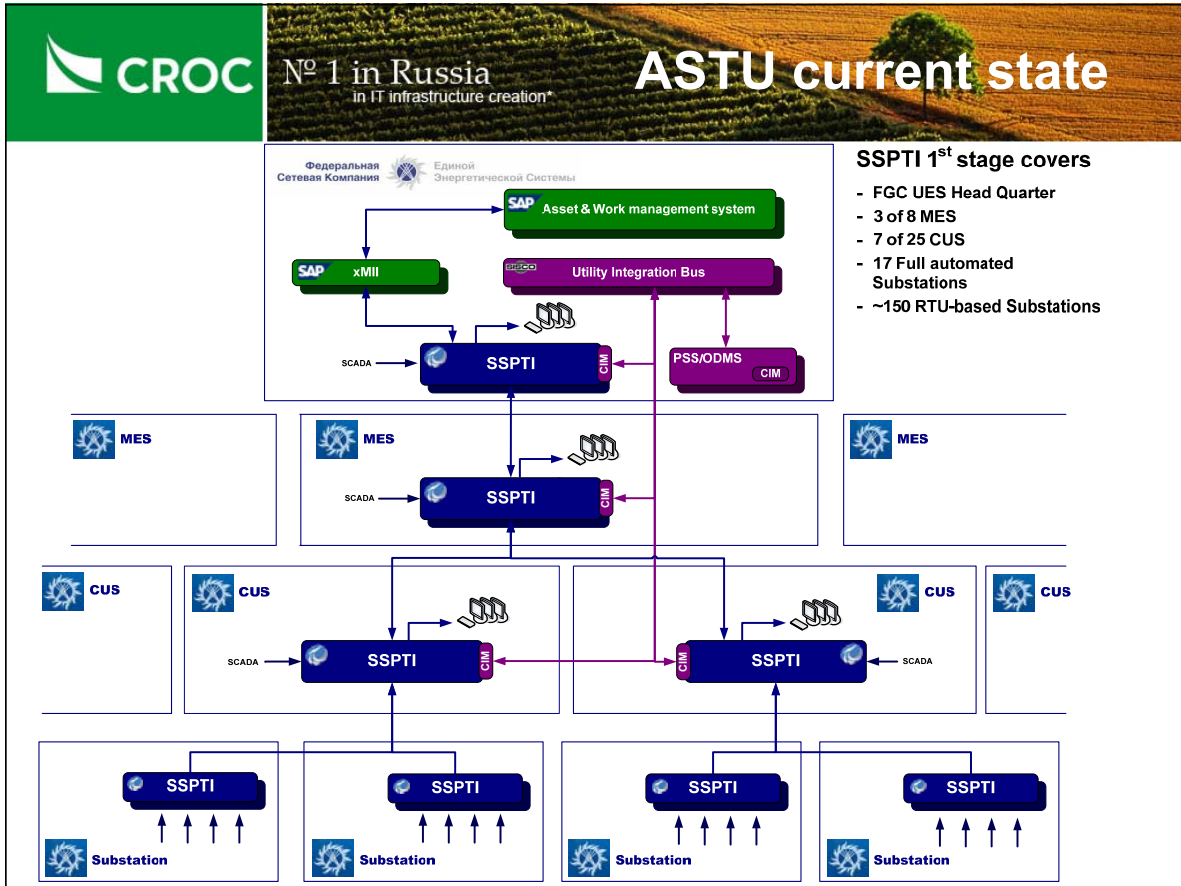 CROC
№ 1 in Russia
in IT infrastructure creation*
ASTU current state
SSPTI 1st stage covers
- FGC UES Head Quarter
- 3 of 8 MES
- 7 of 25 CUS
- 17 Full automated
Substations
- ~150 RTU-based Substations
Федеральная
Сетевая Компания
Единой
Энергетической Системы
SAP Asset & Work management system
SAP xMII
SISCO Utility Integration Bus
SCADA
SSPTI
CIM
PSS/ODMS
CIM
MES
MES
MES
SCADA
SSPTI
CIM
CUS
CUS
CUS
CUS
SCADA
SSPTI
CIM
CIM
SSPTI
SCADA
SSPTI
SSPTI
SSPTI
SSPTI
Substation
Substation
Substation
Substation